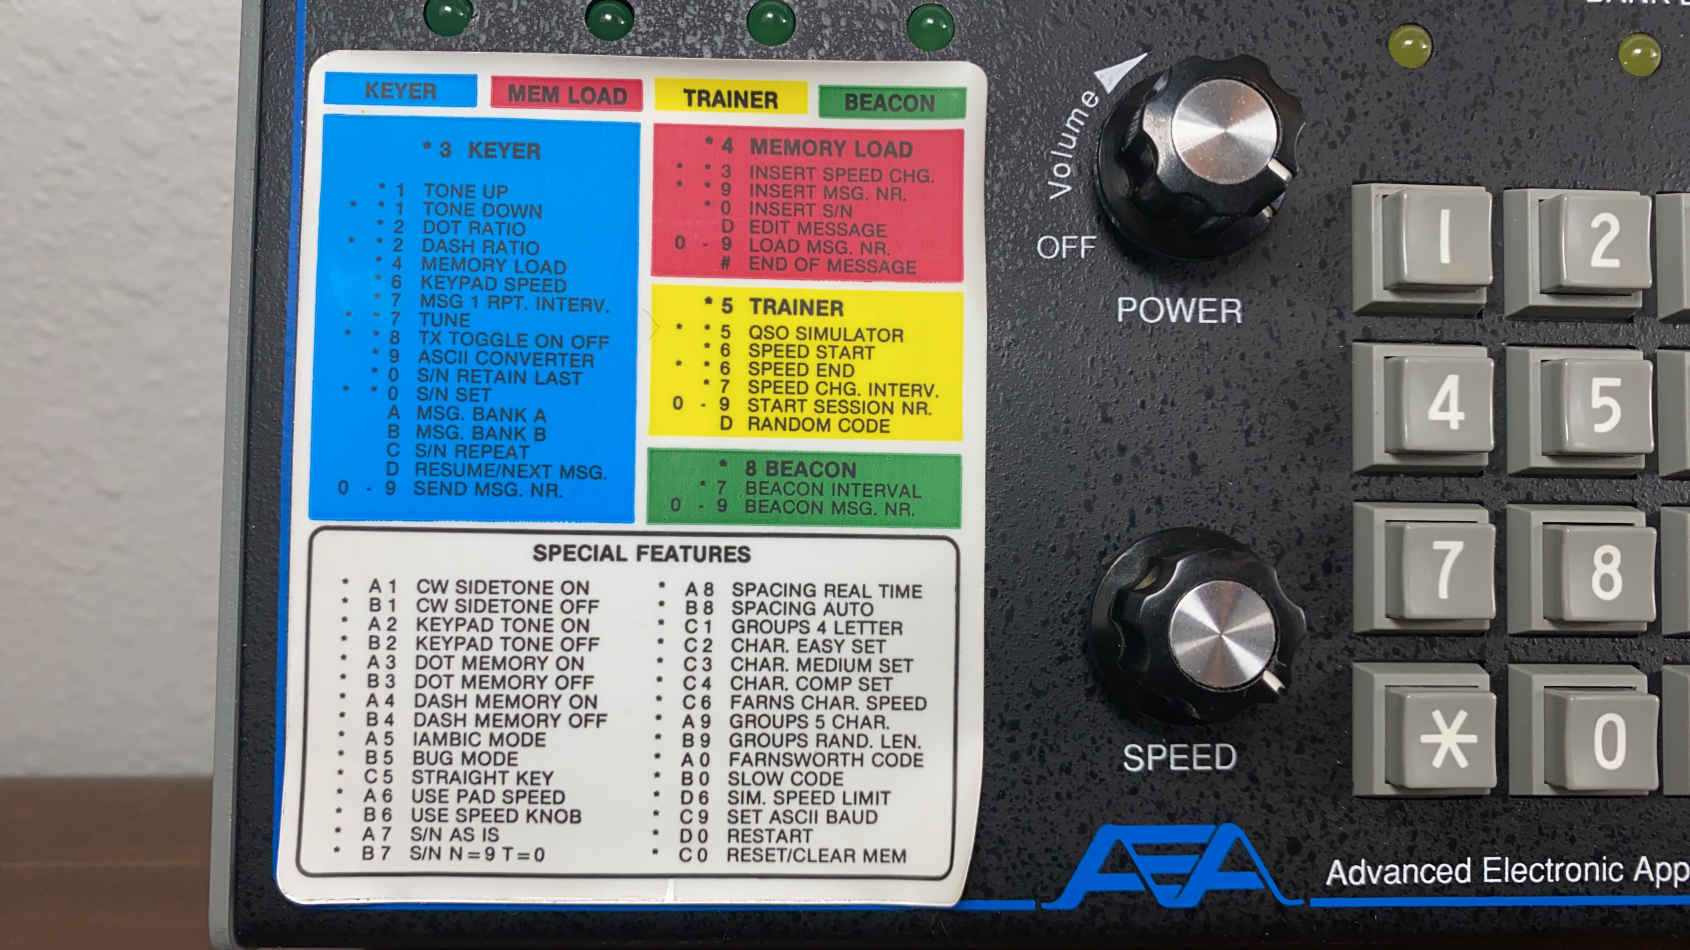 KEYER
MEM LOAD
TRAINER
BEACON
* 3 KEYER
* 1 TONE UP
* * 1 TONE DOWN
* 2 DOT RATIO
* * 2 DASH RATIO
* 4 MEMORY LOAD
* 6 KEYPAD SPEED
* 7 MSG 1 RPT. INTERV.
* * 7 TUNE
* * 8 TX TOGGLE ON OFF
* 9 ASCII CONVERTER
* 0 S/N RETAIN LAST
* * 0 S/N SET
A MSG. BANK A
B MSG. BANK B
C S/N REPEAT
D RESUME/NEXT MSG.
0 - 9 SEND MSG. NR.
* 4 MEMORY LOAD
* * 3 INSERT SPEED CHG.
* * 9 INSERT MSG. NR.
* 0 INSERT S/N
D EDIT MESSAGE
0 - 9 LOAD MSG. NR.
# END OF MESSAGE
* 5 TRAINER
* * 5 QSO SIMULATOR
* 6 SPEED START
* * 6 SPEED END
* 7 SPEED CHG. INTERV.
0 - 9 START SESSION NR.
D RANDOM CODE
* 8 BEACON
* 7 BEACON INTERVAL
0 - 9 BEACON MSG. NR.
SPECIAL FEATURES
* A 1 CW SIDETONE ON
* B 1 CW SIDETONE OFF
* A 2 KEYPAD TONE ON
* B 2 KEYPAD TONE OFF
* A 3 DOT MEMORY ON
* B 3 DOT MEMORY OFF
* A 4 DASH MEMORY ON
* B 4 DASH MEMORY OFF
* A 5 IAMBIC MODE
* B 5 BUG MODE
* C 5 STRAIGHT KEY
* A 6 USE PAD SPEED
* B 6 USE SPEED KNOB
* A 7 S/N AS IS
* B 7 S/N N=9 T=0
* A 8 SPACING REAL TIME
* B 8 SPACING AUTO
* C 1 GROUPS 4 LETTER
* C 2 CHAR. EASY SET
* C 3 CHAR. MEDIUM SET
* C 4 CHAR. COMP SET
* C 6 FARNS CHAR. SPEED
* A 9 GROUPS 5 CHAR.
* B 9 GROUPS RAND. LEN.
* A 0 FARNSWORTH CODE
* B 0 SLOW CODE
* D 6 SIM. SPEED LIMIT
* C 9 SET ASCII BAUD
* D 0 RESTART
* C 0 RESET/CLEAR MEM
Volume
OFF
POWER
SPEED
1 2
4 5
7 8
* 0
AEA
Advanced Electronic App